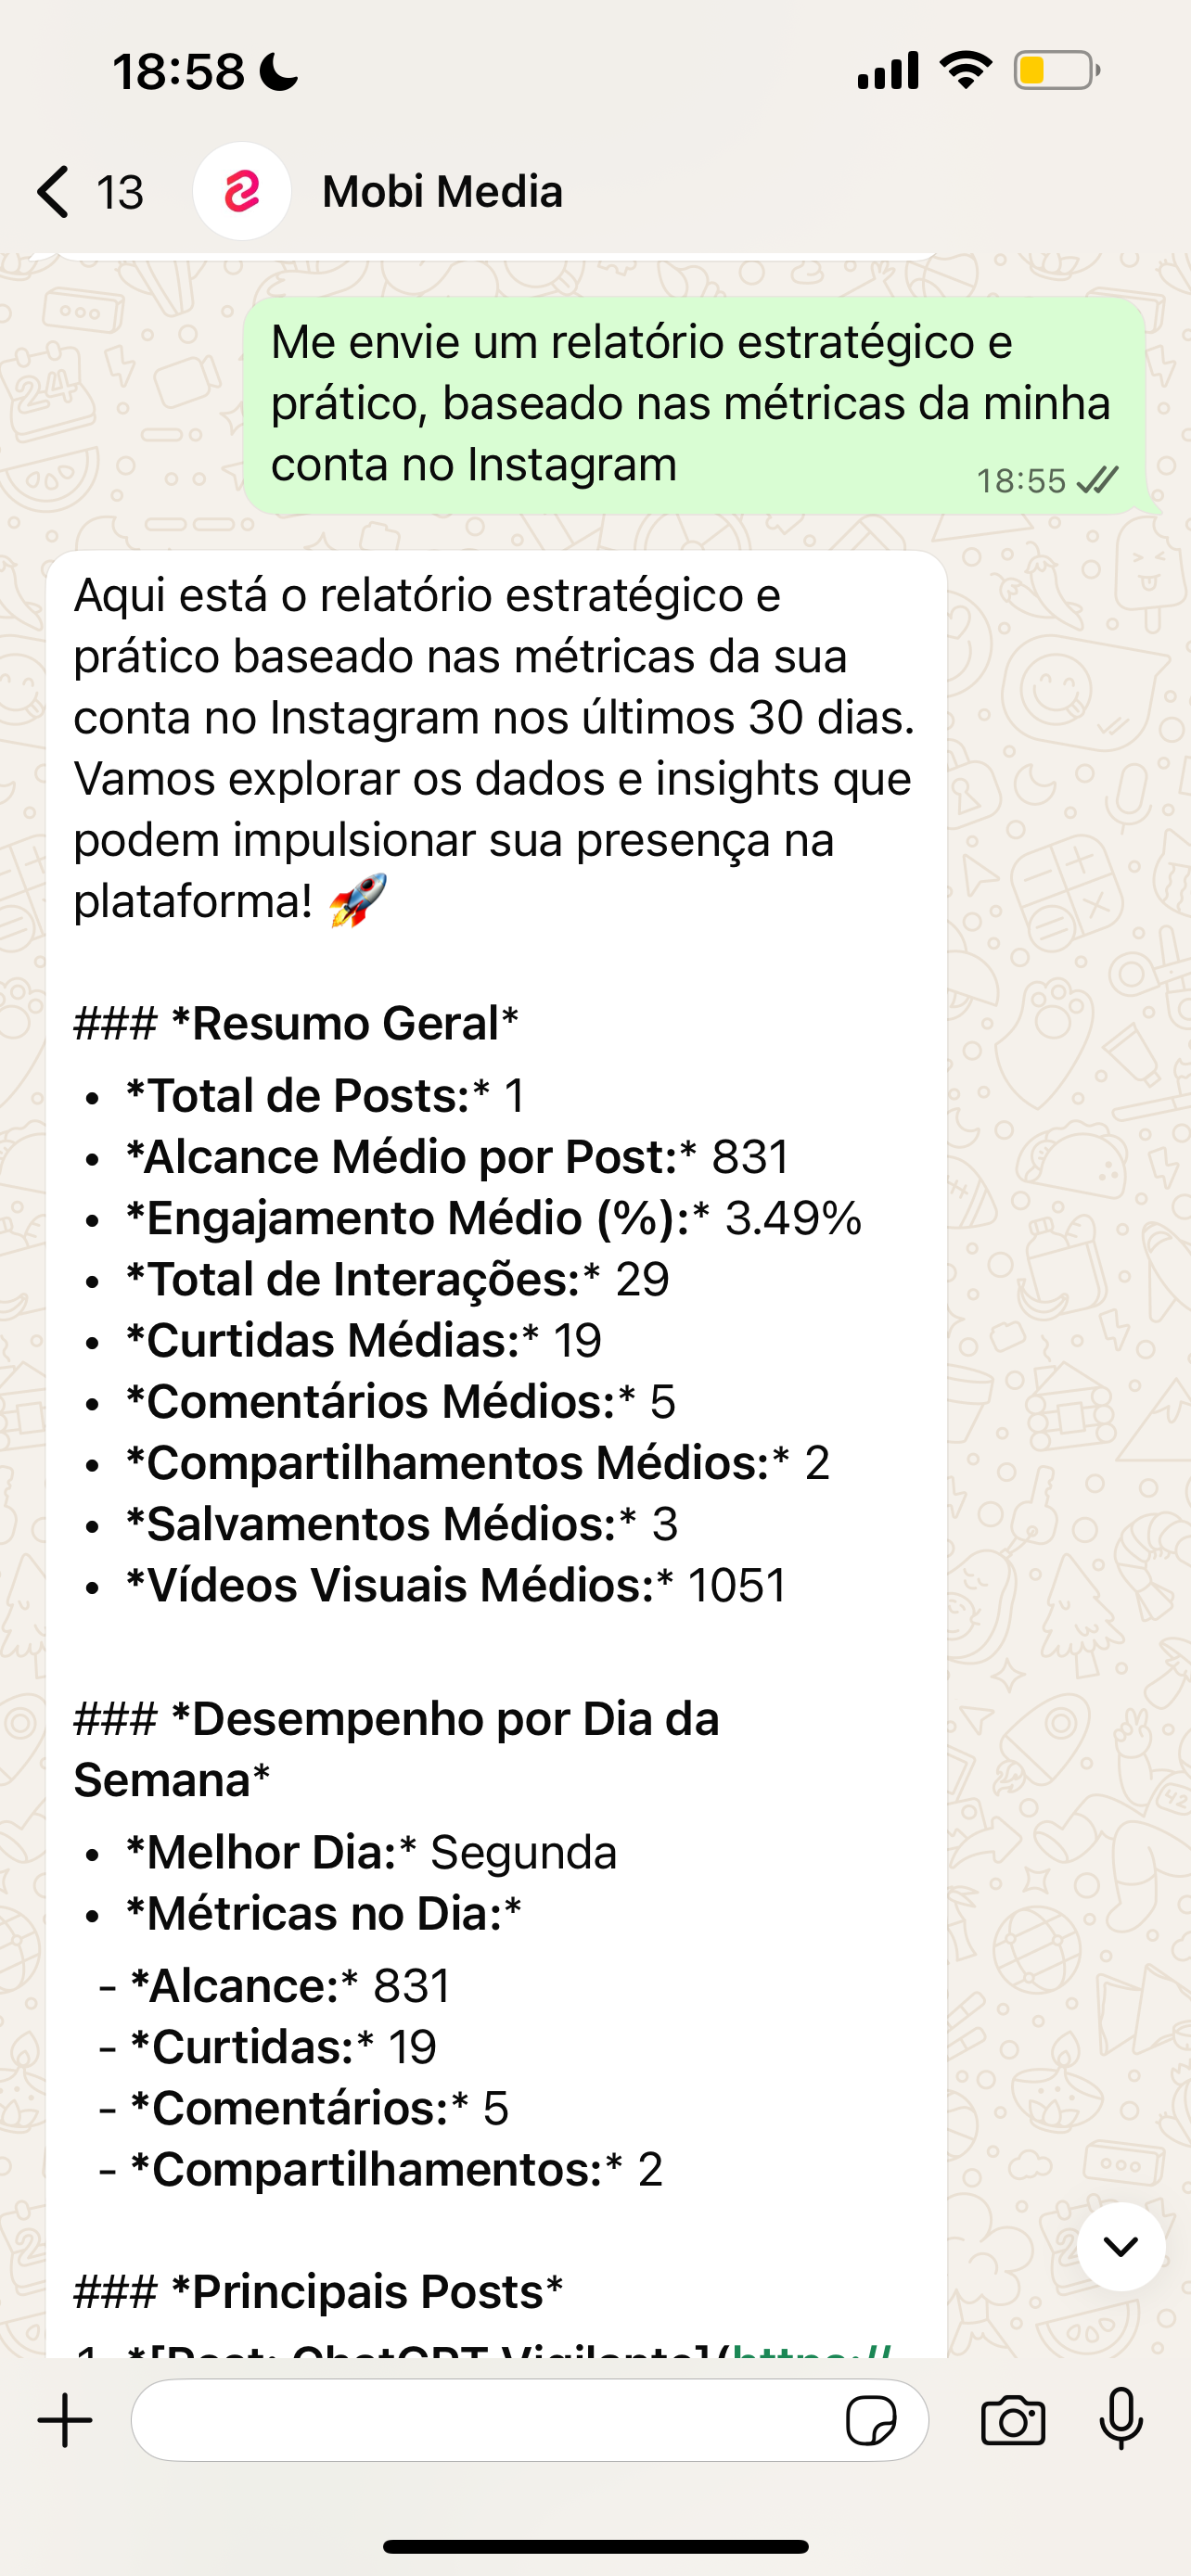 18:58
13
Mobi Media
Me envie um relatório estratégico e
prático, baseado nas métricas da minha
conta no Instagram
18:55
Aqui está o relatório estratégico e
prático baseado nas métricas da sua
conta no Instagram nos últimos 30 dias.
Vamos explorar os dados e insights que
podem impulsionar sua presença na
plataforma! 🚀
### *Resumo Geral*
• *Total de Posts:* 1
• *Alcance Médio por Post:* 831
• *Engajamento Médio (%):* 3.49%
• *Total de Interações:* 29
• *Curtidas Médias:* 19
• *Comentários Médios:* 5
• *Compartilhamentos Médios:* 2
• *Salvamentos Médios:* 3
• *Vídeos Visuais Médios:* 1051
### *Desempenho por Dia da
Semana*
• *Melhor Dia:* Segunda
• *Métricas no Dia:*
- *Alcance:* 831
- *Curtidas:* 19
- *Comentários:* 5
- *Compartilhamentos:* 2
### *Principais Posts*
1. *[Post: ChatGPT Vigilante](https://